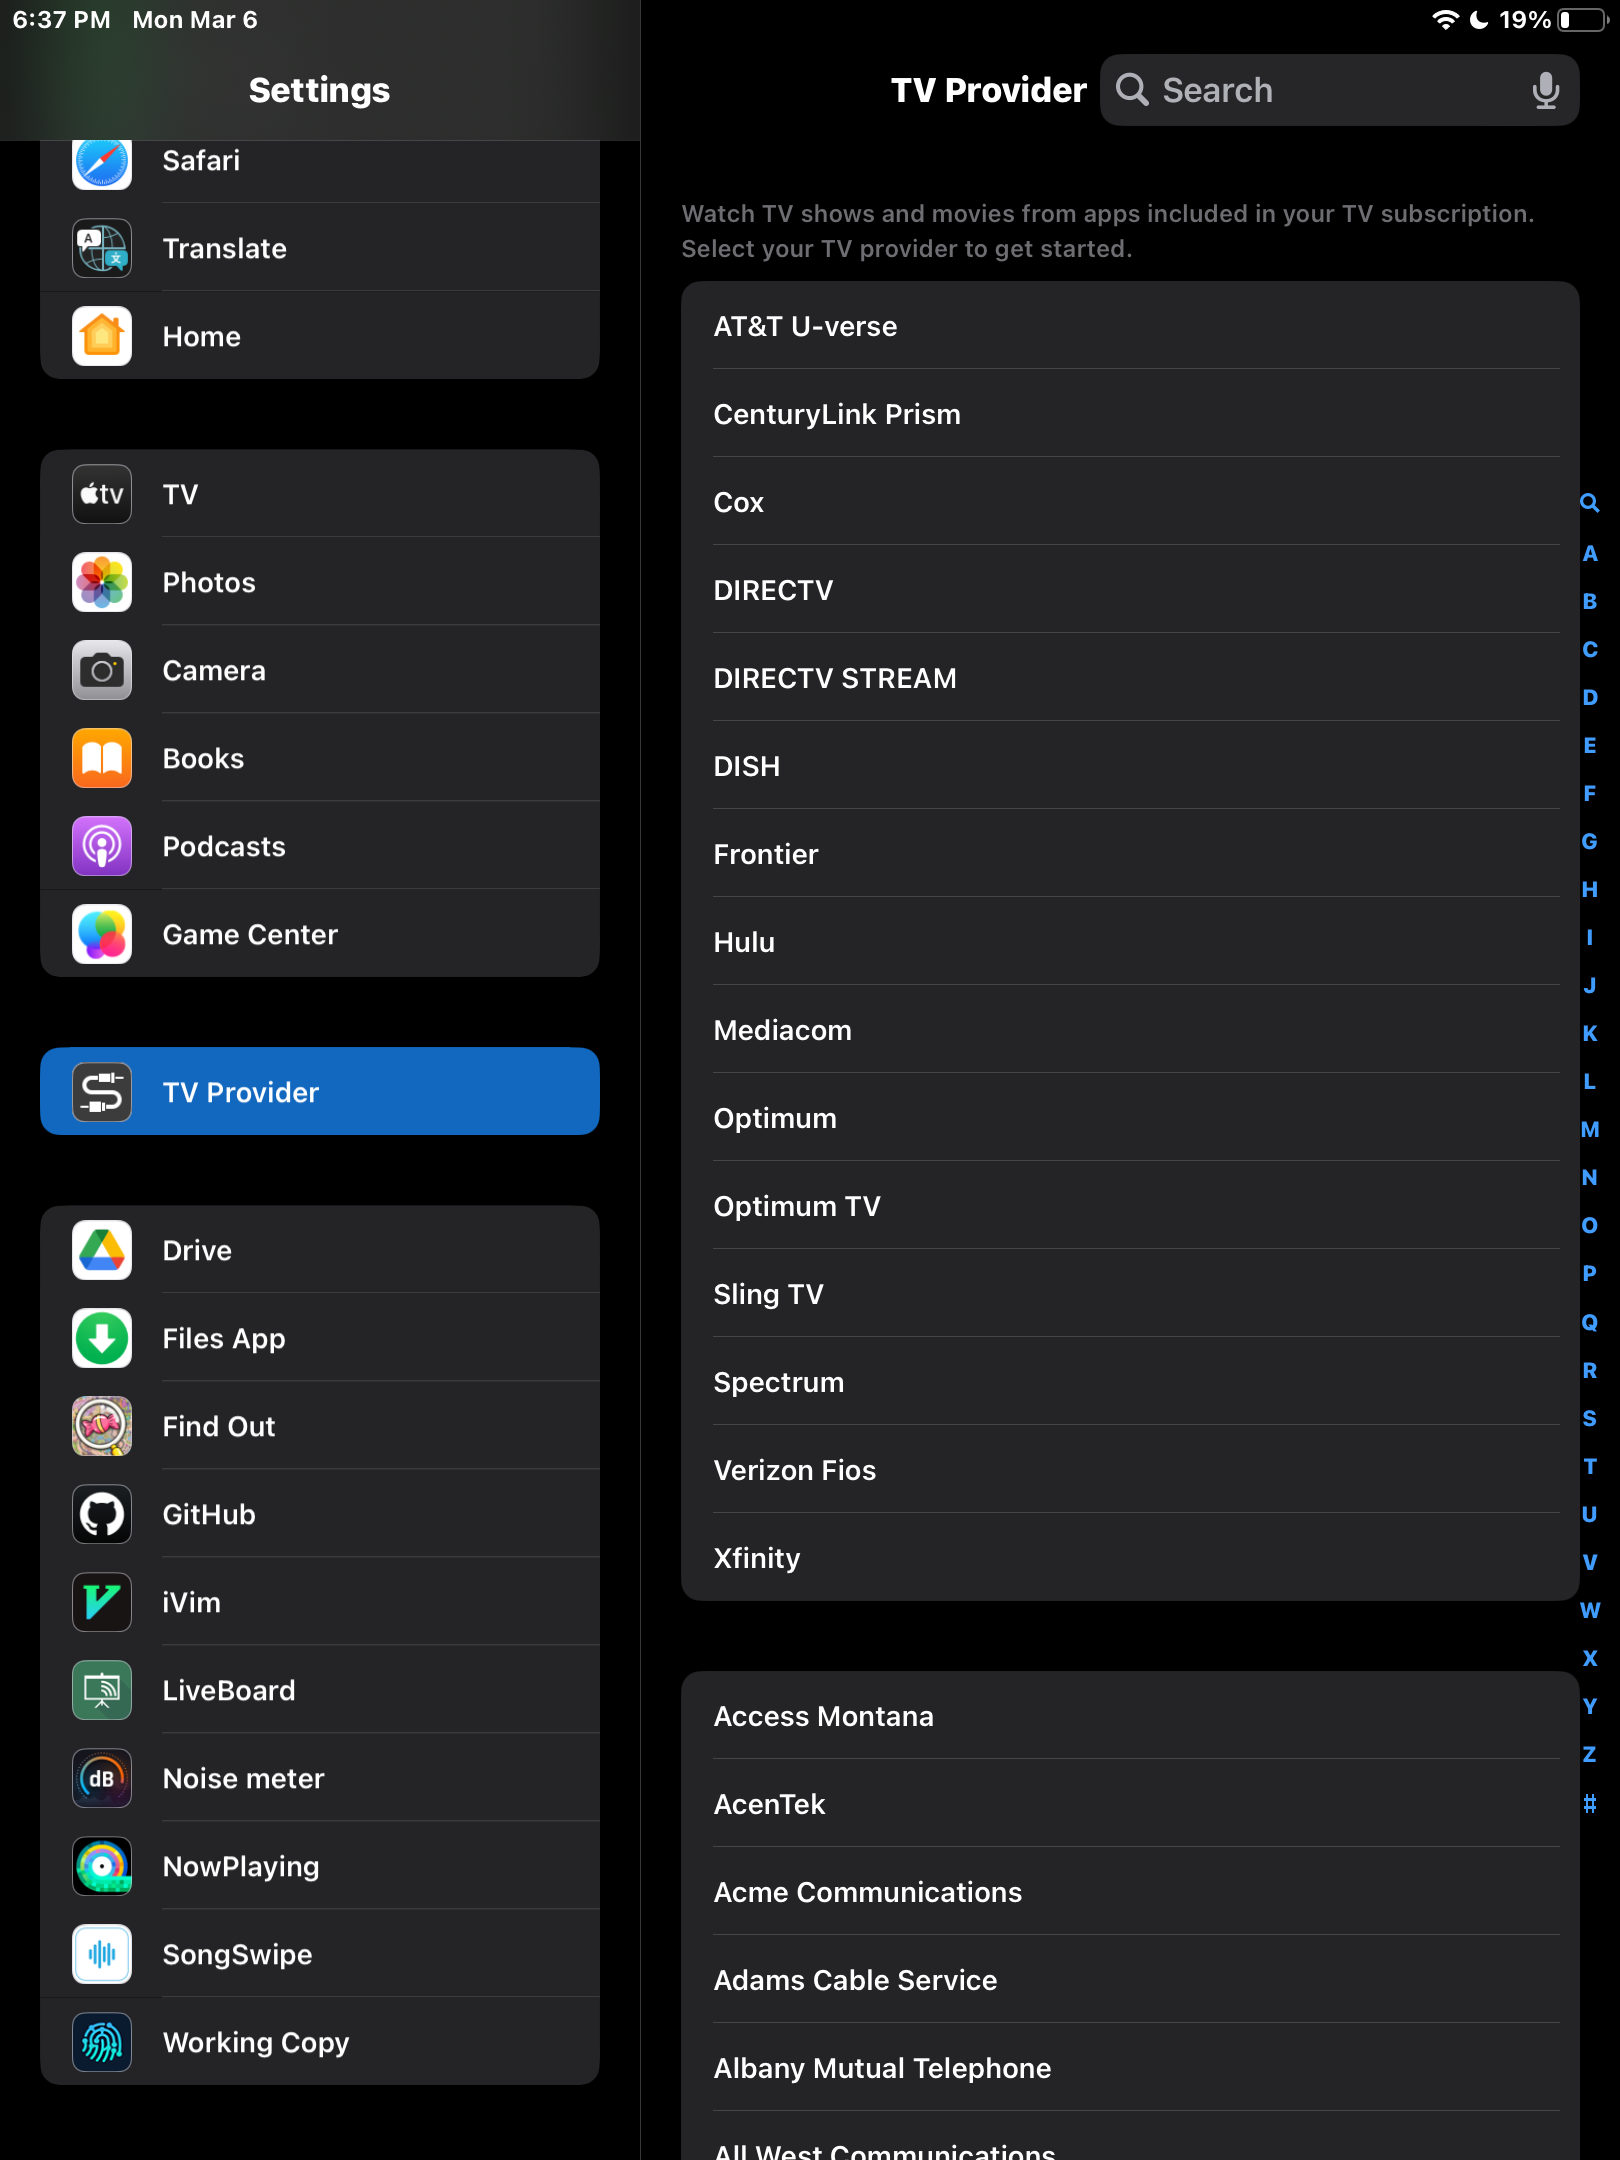 6:37 PM Mon Mar 6
19%
Settings
Safari
Translate
Home
TV
Photos
Camera
Books
Podcasts
Game Center
TV Provider
Drive
Files App
Find Out
GitHub
iVim
LiveBoard
dB
Noise meter
NowPlaying
SongSwipe
Working Copy
TV Provider
Search
Watch TV shows and movies from apps included in your TV subscription.
Select your TV provider to get started.
AT&T U-verse
CenturyLink Prism
Cox
DIRECTV
DIRECTV STREAM
DISH
Frontier
Hulu
Mediacom
Optimum
Optimum TV
Sling TV
Spectrum
Verizon Fios
Xfinity
Access Montana
AcenTek
Acme Communications
Adams Cable Service
Albany Mutual Telephone
All West Communications
A
B
C
D
E
F
G
H
I
J
K
L
M
N
O
P
Q
R
S
T
U
V
W
X
Y
Z
#